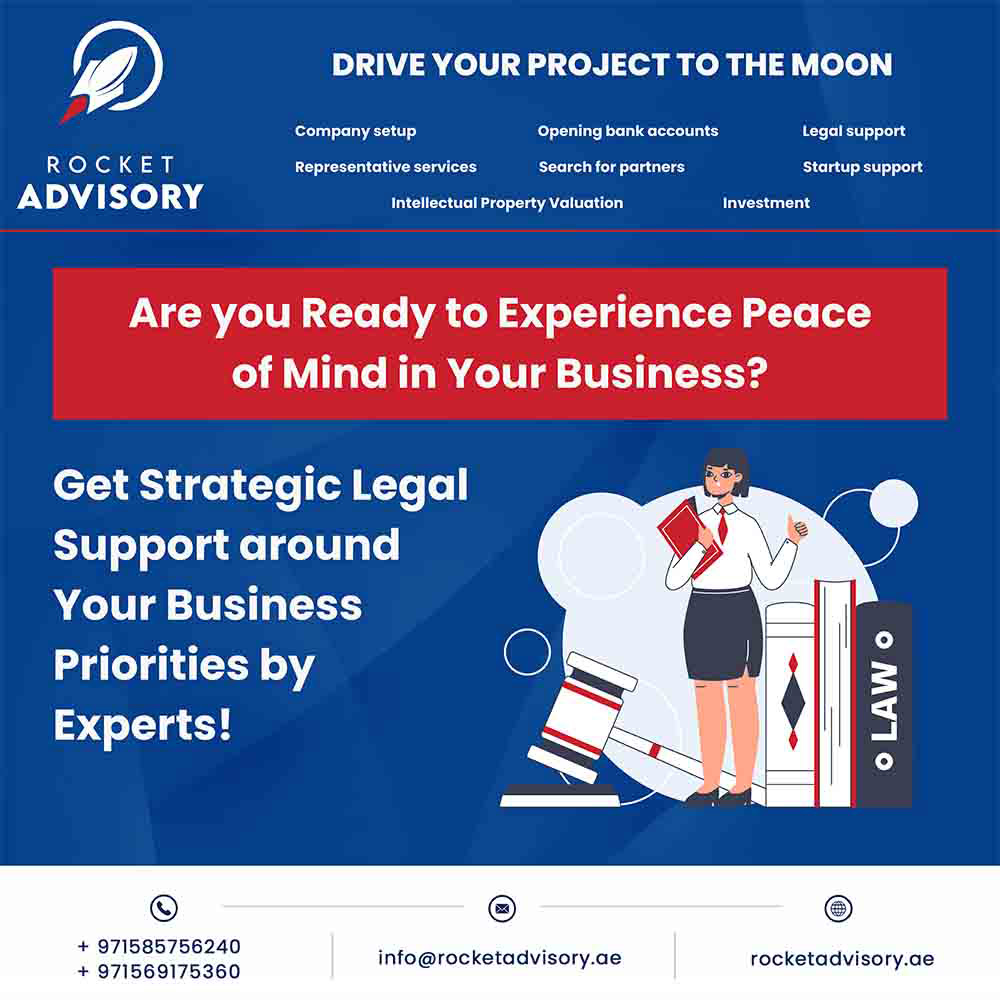 ROCKET
ADVISORY
DRIVE YOUR PROJECT TO THE MOON
Company setup Opening bank accounts Legal support
Representative services Search for partners Startup support
Intellectual Property Valuation Investment
Are you Ready to Experience Peace
of Mind in Your Business?
Get Strategic Legal
Support around
Your Business
Priorities by
Experts!
LAW
+ 971585756240
+ 971569175360
info@rocketadvisory.ae
rocketadvisory.ae